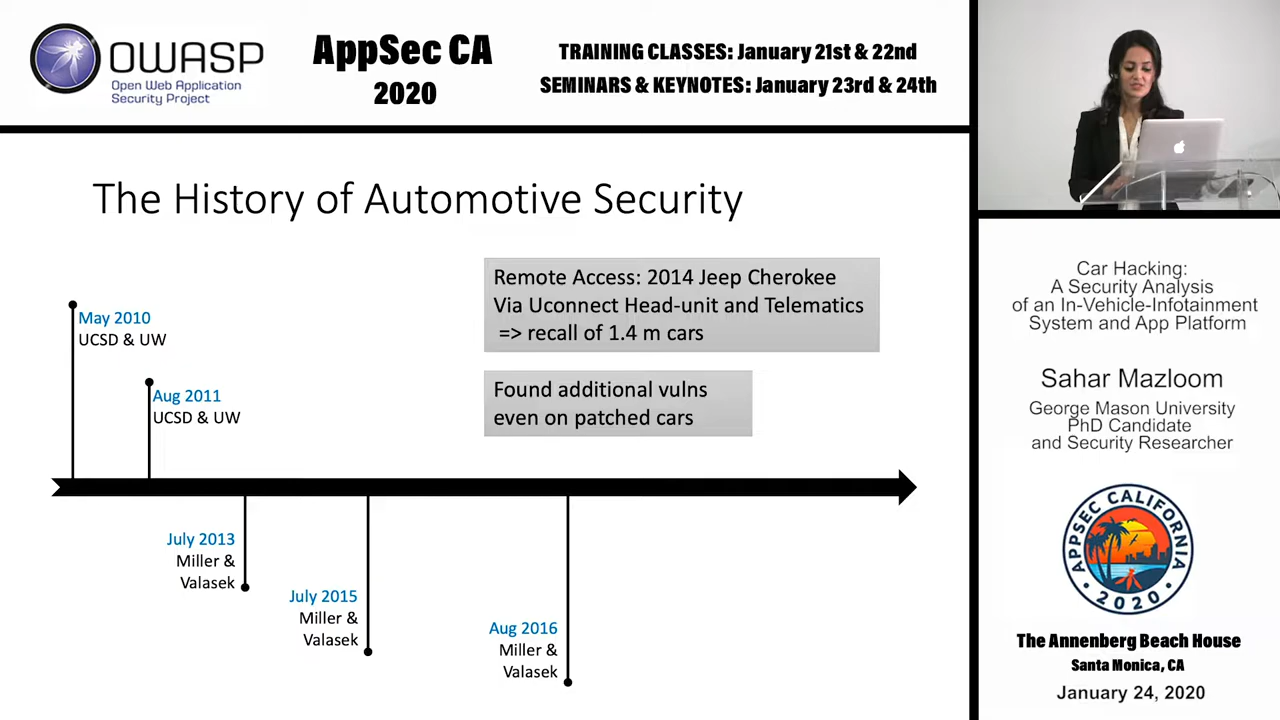 OWASP
Open Web Application
Security Project
AppSec CA
2020
TRAINING CLASSES: January 21st & 22nd
SEMINARS & KEYNOTES: January 23rd & 24th
The History of Automotive Security
Remote Access: 2014 Jeep Cherokee
Via Uconnect Head-unit and Telematics
=> recall of 1.4 m cars
Found additional vulns
even on patched cars
May 2010
UCSD & UW
Aug 2011
UCSD & UW
July 2013
Miller &
Valasek
July 2015
Miller &
Valasek
Aug 2016
Miller &
Valasek
Car Hacking:
A Security Analysis
of an In-Vehicle-Infotainment
System and App Platform
Sahar Mazloom
George Mason University
PhD Candidate
and Security Researcher
APPSEC CALIFORNIA
2020
The Annenberg Beach House
Santa Monica, CA
January 24, 2020